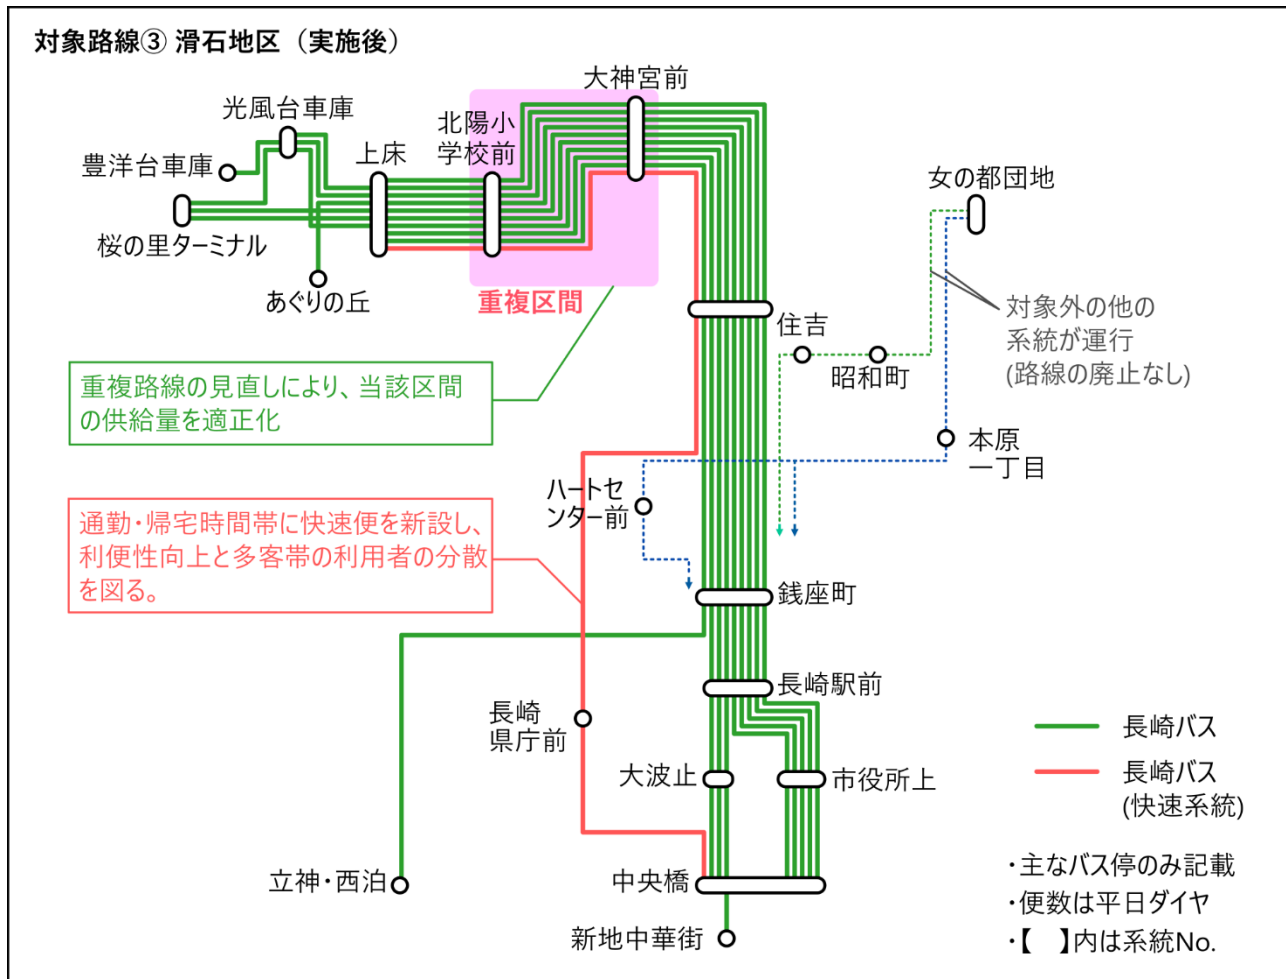 対象路線③ 滑石地区（実施後）
大神宮前
光風台車庫
北陽小
学校前
上床
豊洋台車庫
女の都団地
桜の里ターミナル
あぐりの丘
重複区間
住吉
対象外の他の
系統が運行
(路線の廃止なし)
昭和町
重複路線の見直しにより、当該区間
の供給量を適正化
本原
一丁目
ハートセ
ンター前
通勤・帰宅時間帯に快速便を新設し、
利便性向上と多客帯の利用者の分散
を図る。
銭座町
長崎駅前
長崎
県庁前
長崎バス
大波止
市役所上
長崎バス
(快速系統)
立神・西泊
中央橋
新地中華街
・主なバス停のみ記載
・便数は平日ダイヤ
・【　】内は系統No.